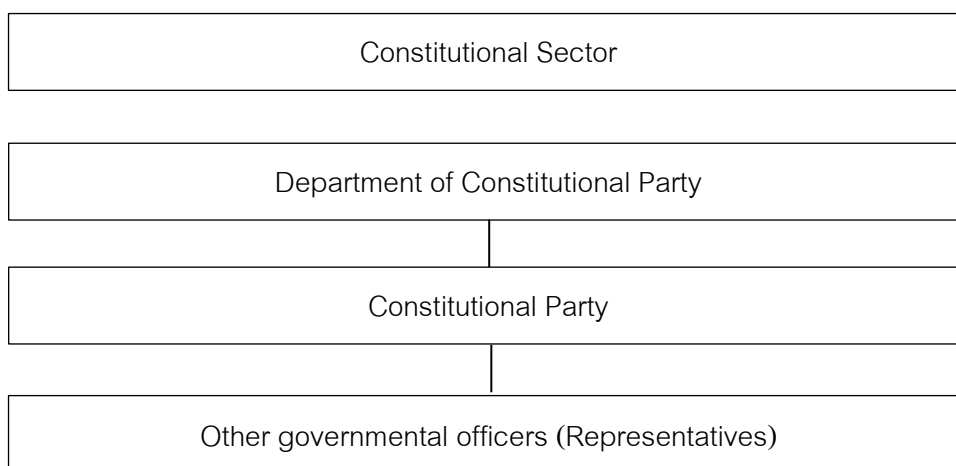 Constitutional Sector
Department of Constitutional Party
Constitutional Party
Other governmental officers (Representatives)